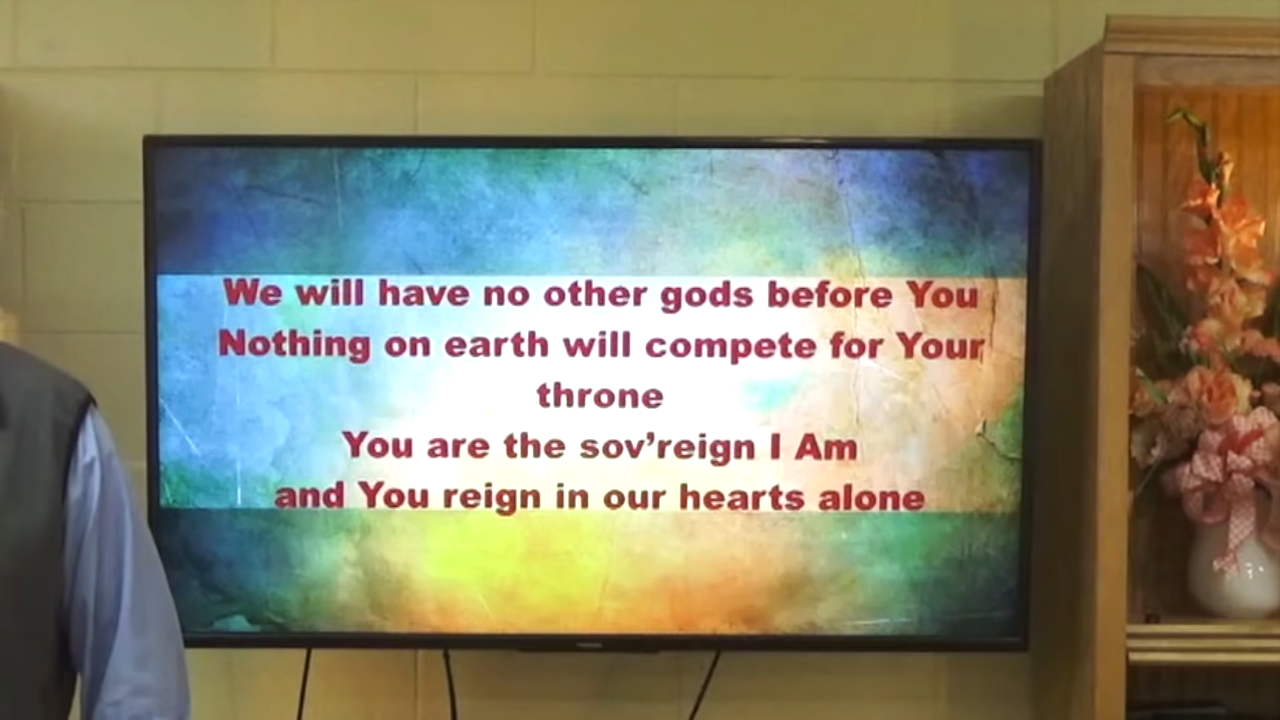 We will have no other gods before You
Nothing on earth will compete for Your
throne
You are the sov’reign I Am
and You reign in our hearts alone